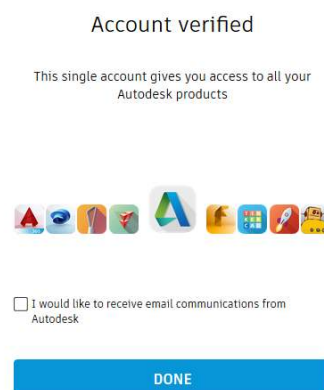 Account verified
This single account gives you access to all your
Autodesk products
I would like to receive email communications from
Autodesk
DONE